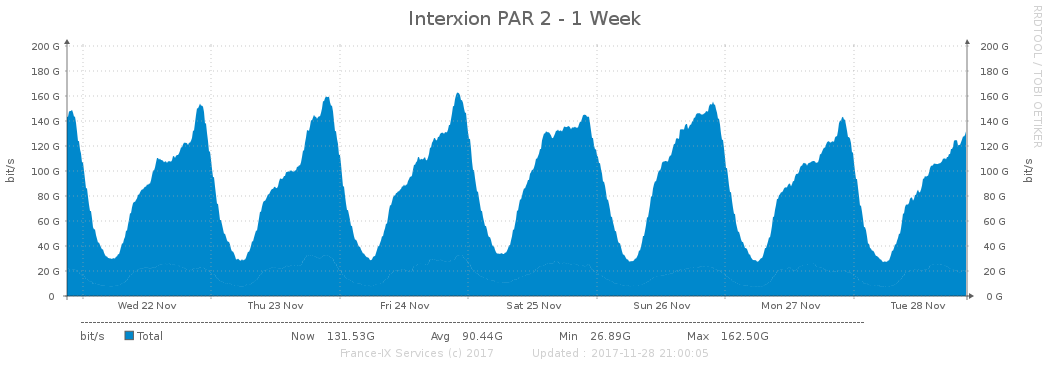 Interxion PAR 2 - 1 Week
RRDTOOL / TOBI OETIKER
200 G 200 G
180 G 180 G
160 G 160 G
140 G 140 G
120 G 120 G
100 G 100 G
80 G 80 G
60 G 60 G
40 G 40 G
20 G 20 G
0 0 G
bit/s bit/s
Wed 22 Nov Thu 23 Nov Fri 24 Nov Sat 25 Nov Sun 26 Nov Mon 27 Nov Tue 28 Nov
bit/s Total Now 131.53G Avg 90.44G Min 26.89G Max 162.50G
France-IX Services (c) 2017 Updated : 2017-11-28 21:00:05